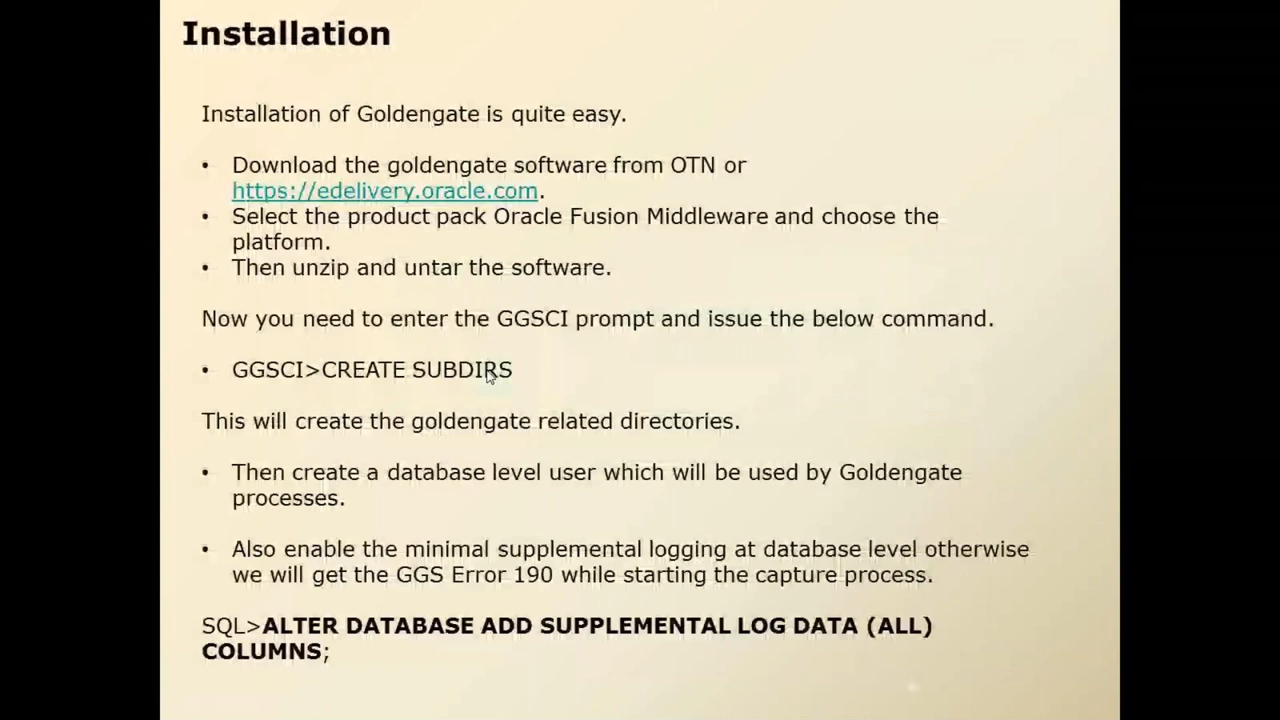 Installation
Installation of Goldengate is quite easy.
• Download the goldengate software from OTN or
https://edelivery.oracle.com.
• Select the product pack Oracle Fusion Middleware and choose the
platform.
• Then unzip and untar the software.
Now you need to enter the GGSCI prompt and issue the below command.
• GGSCI>CREATE SUBDIRS
This will create the goldengate related directories.
• Then create a database level user which will be used by Goldengate
processes.
• Also enable the minimal supplemental logging at database level otherwise
we will get the GGS Error 190 while starting the capture process.
SQL>ALTER DATABASE ADD SUPPLEMENTAL LOG DATA (ALL)
COLUMNS;